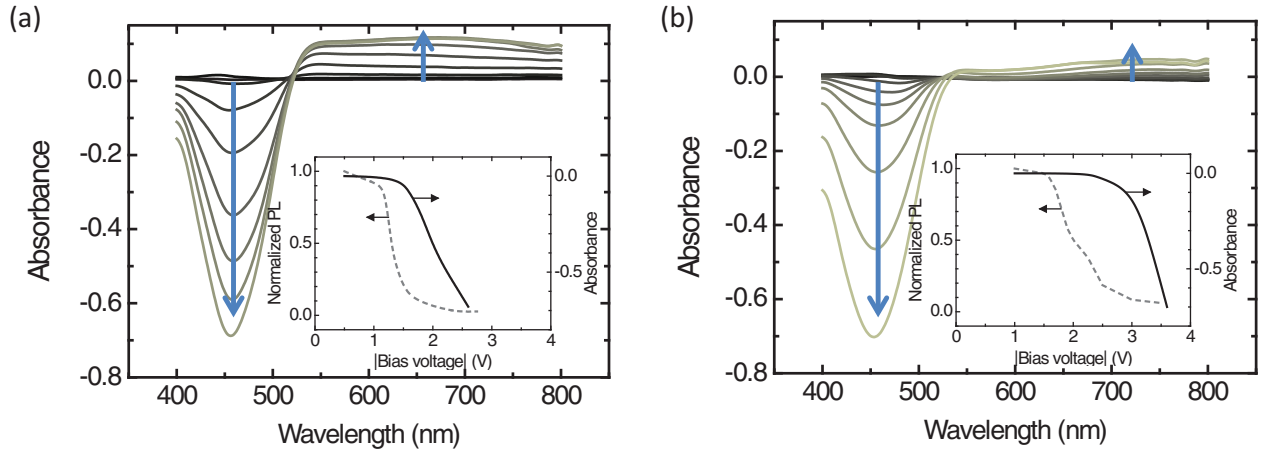 (a)
Absorbance
0.0
-0.2
-0.4
-0.6
-0.8
400 500 600 700 800
Wavelength (nm)
Normalized PL
1.0
0.5
0.0
0 1 2 3 4
|Bias voltage| (V)
0.0
-0.5
Absorbance
(b)
Absorbance
0.0
-0.2
-0.4
-0.6
-0.8
400 500 600 700 800
Wavelength (nm)
Normalized PL
1.0
0.5
0.0
0 1 2 3 4
|Bias voltage| (V)
0.0
-0.5
Absorbance